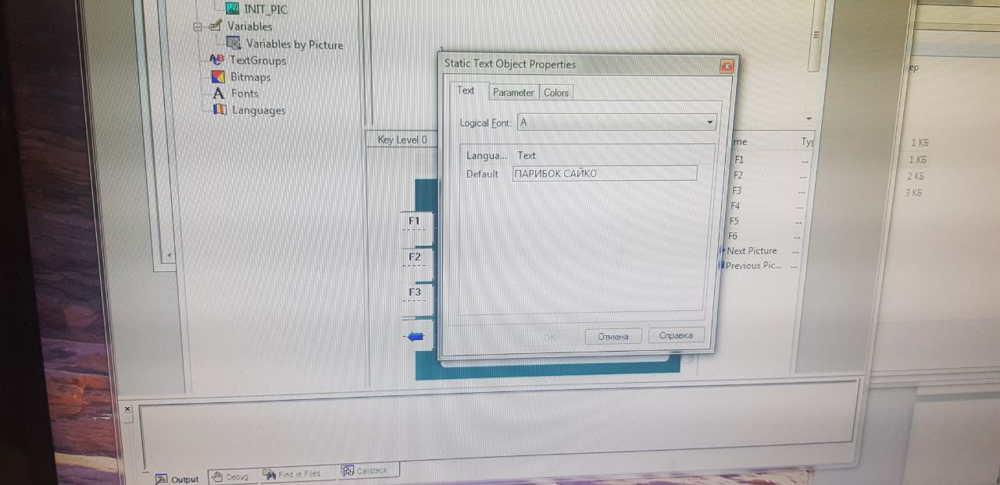 INIT_PIC
Variables
Variables by Picture
TextGroups
Bitmaps
Fonts
Languages
Key Level 0
F1
F2
F3
Static Text Object Properties
Text
Parameter
Colors
Logical Font:
A
Langua...
Text
Default
ПАРИБОК САЙКО
OK
Отмена
Справка
me
Typ
F1
...
F2
...
F3
...
F4
...
F5
...
F6
...
Next Picture
...
Previous Pic...
...
ер
1 КБ
1 КБ
2 КБ
3 КБ
Output
Debug
Find in Files
Callstack